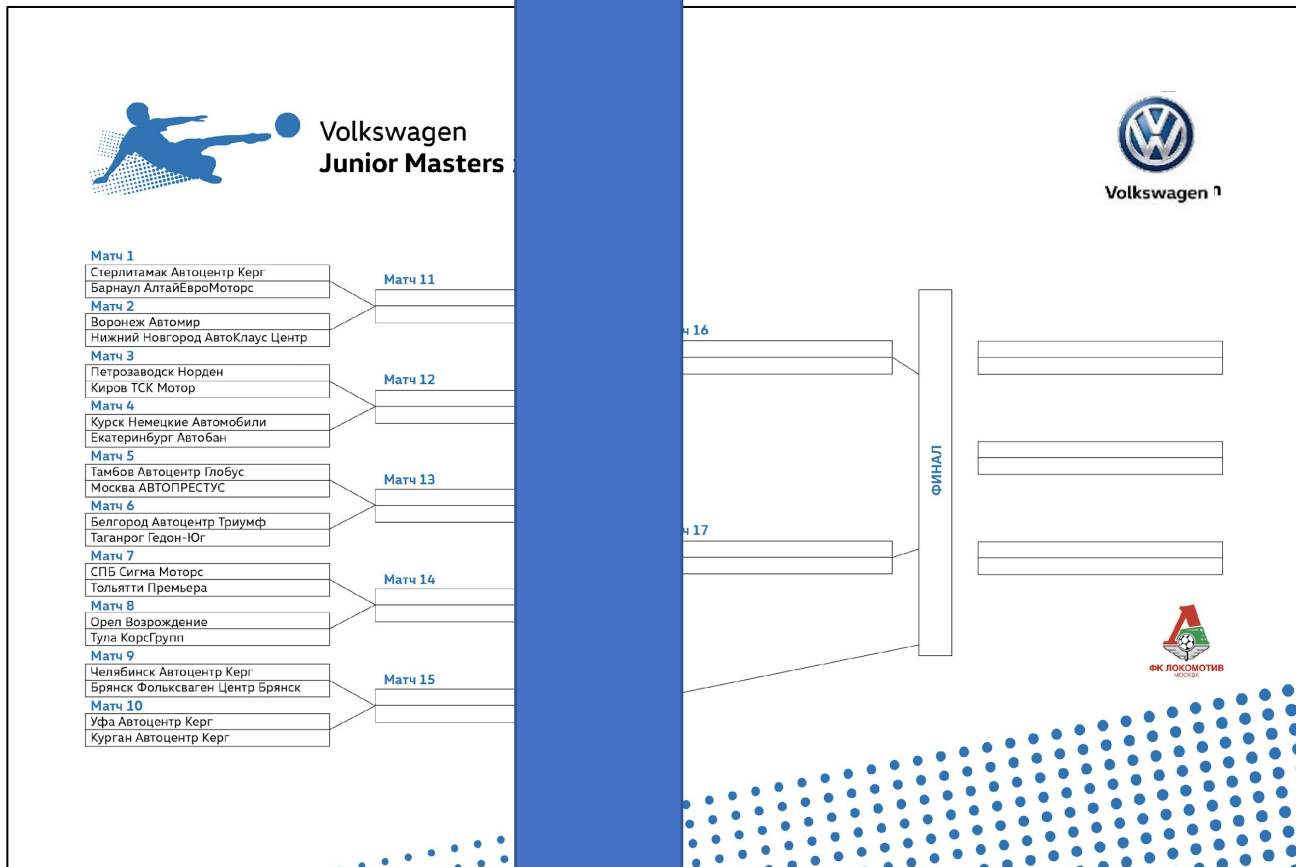 Volkswagen
Junior Masters
Volkswagen
Матч 1
Стерлитамак Автоцентр Керг
Барнаул АлтайЕвроМоторс
Матч 2
Воронеж Автомир
Нижний Новгород АвтоКлаус Центр
Матч 3
Петрозаводск Норден
Киров ТСК Мотор
Матч 4
Курск Немецкие Автомобили
Екатеринбург Автобан
Матч 5
Тамбов Автоцентр Глобус
Москва АВТОПРЕСТУС
Матч 6
Белгород Автоцентр Триумф
Таганрог Гедон-Юг
Матч 7
СПБ Сигма Моторс
Тольятти Премьера
Матч 8
Орел Возрождение
Тула КорсГрупп
Матч 9
Челябинск Автоцентр Керг
Брянск Фольксваген Центр Брянск
Матч 10
Уфа Автоцентр Керг
Курган Автоцентр Керг
Матч 11
Матч 12
Матч 13
Матч 14
Матч 15
ч 16
ч 17
ФИНАЛ
ФК ЛОКОМОТИВ
МОСКВА